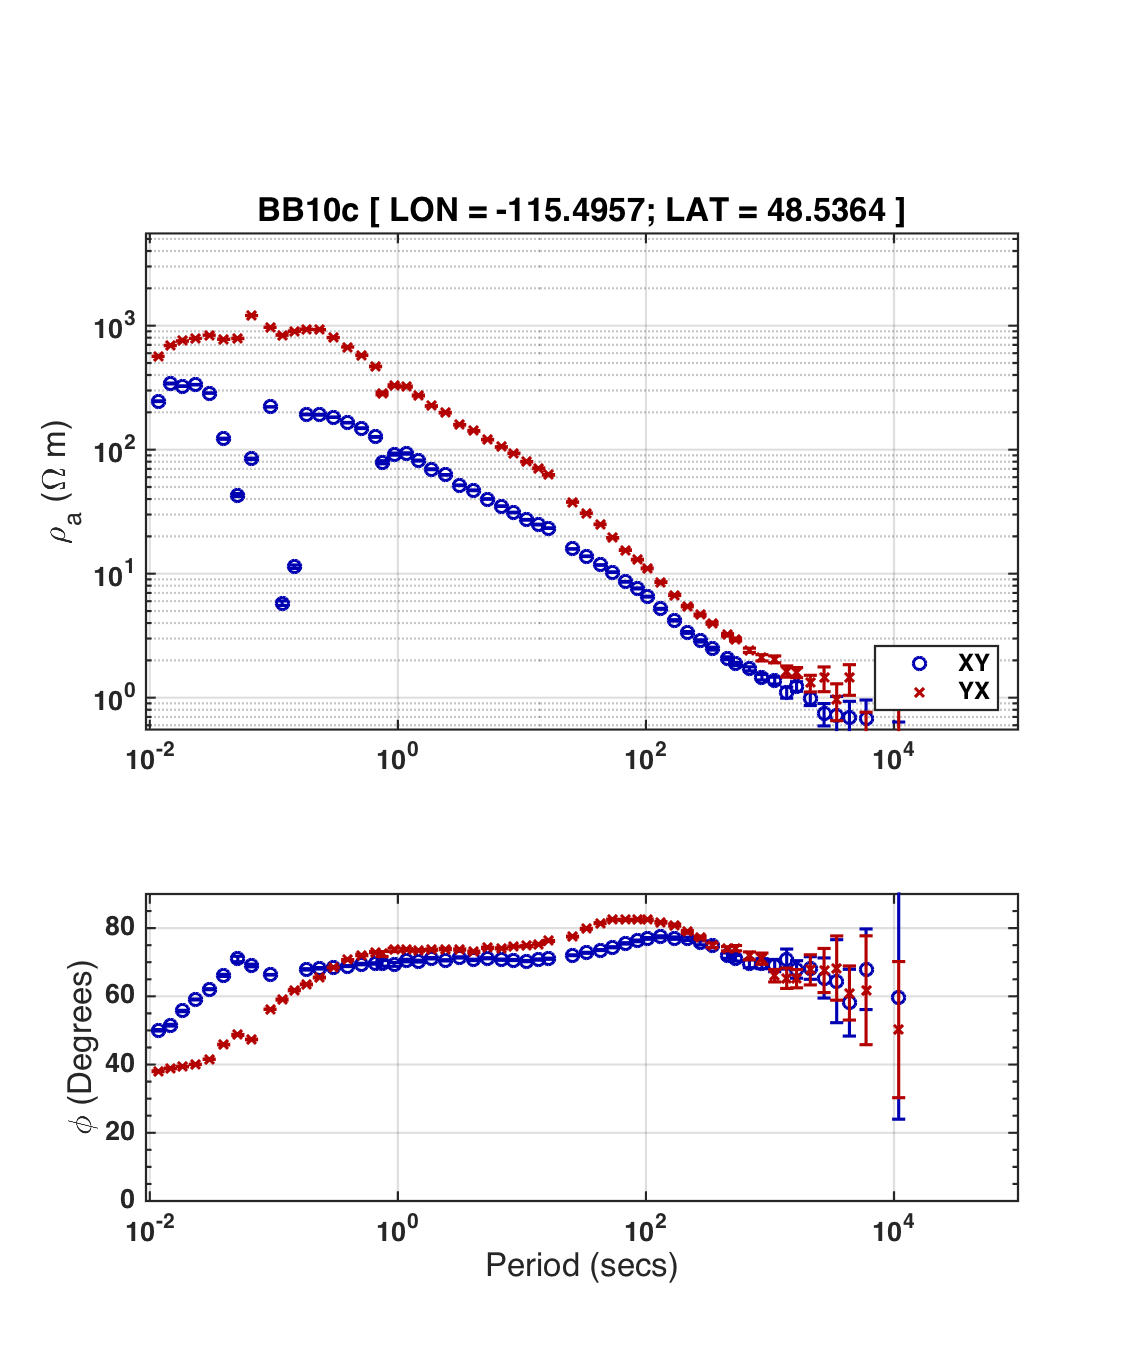 BB10c [ LON = -115.4957; LAT = 48.5364 ]
10^3
10^2
10^1
10^0
ρ_a (Ω m)
XY
YX
10^-2 10^0 10^2 10^4
80
60
40
20
0
ϕ (Degrees)
10^-2 10^0 10^2 10^4
Period (secs)